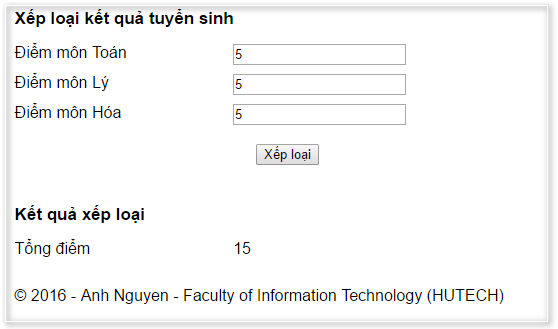 Xếp loại kết quả tuyển sinh
Điểm môn Toán 5
Điểm môn Lý 5
Điểm môn Hóa 5
Xếp loại
Kết quả xếp loại
Tổng điểm 15
© 2016 - Anh Nguyen - Faculty of Information Technology (HUTECH)